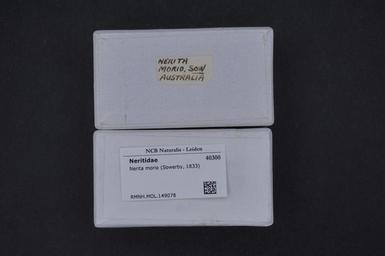 NERITA
MORIO, SOW
AUSTRALIA
NCB Naturalis - Leiden
Neritidae 40300
Nerita morio (Sowerby, 1833)
RMNH.MOL.149078